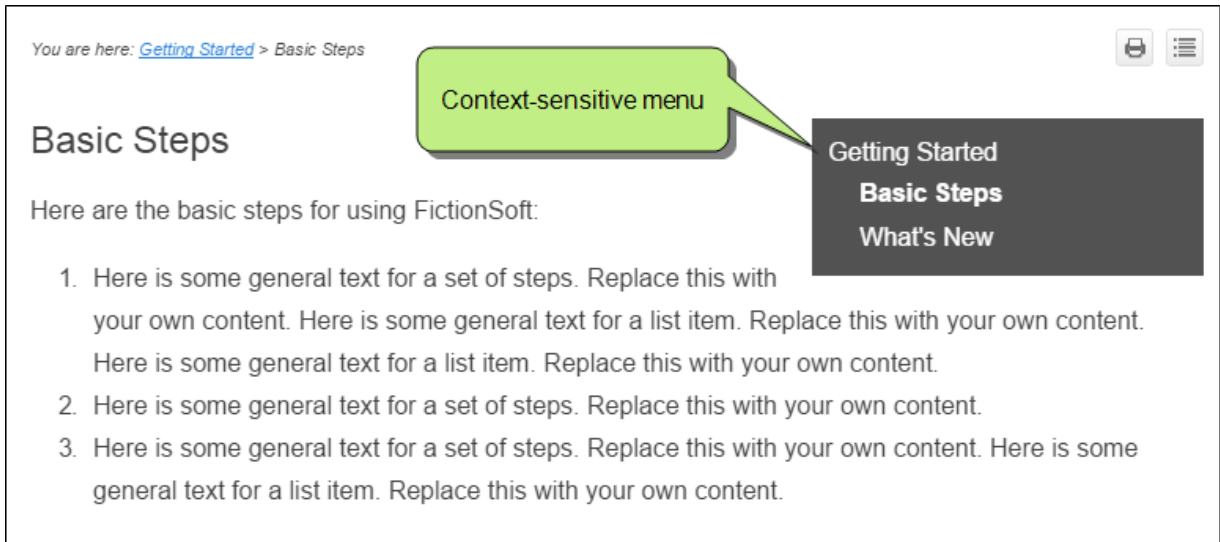 You are here: Getting Started > Basic Steps
Context-sensitive menu
Basic Steps
Getting Started
Basic Steps
What's New
Here are the basic steps for using FictionSoft:
1. Here is some general text for a set of steps. Replace this with
your own content. Here is some general text for a list item. Replace this with your own content.
Here is some general text for a list item. Replace this with your own content.
2. Here is some general text for a set of steps. Replace this with your own content.
3. Here is some general text for a set of steps. Replace this with your own content. Here is some
general text for a list item. Replace this with your own content.